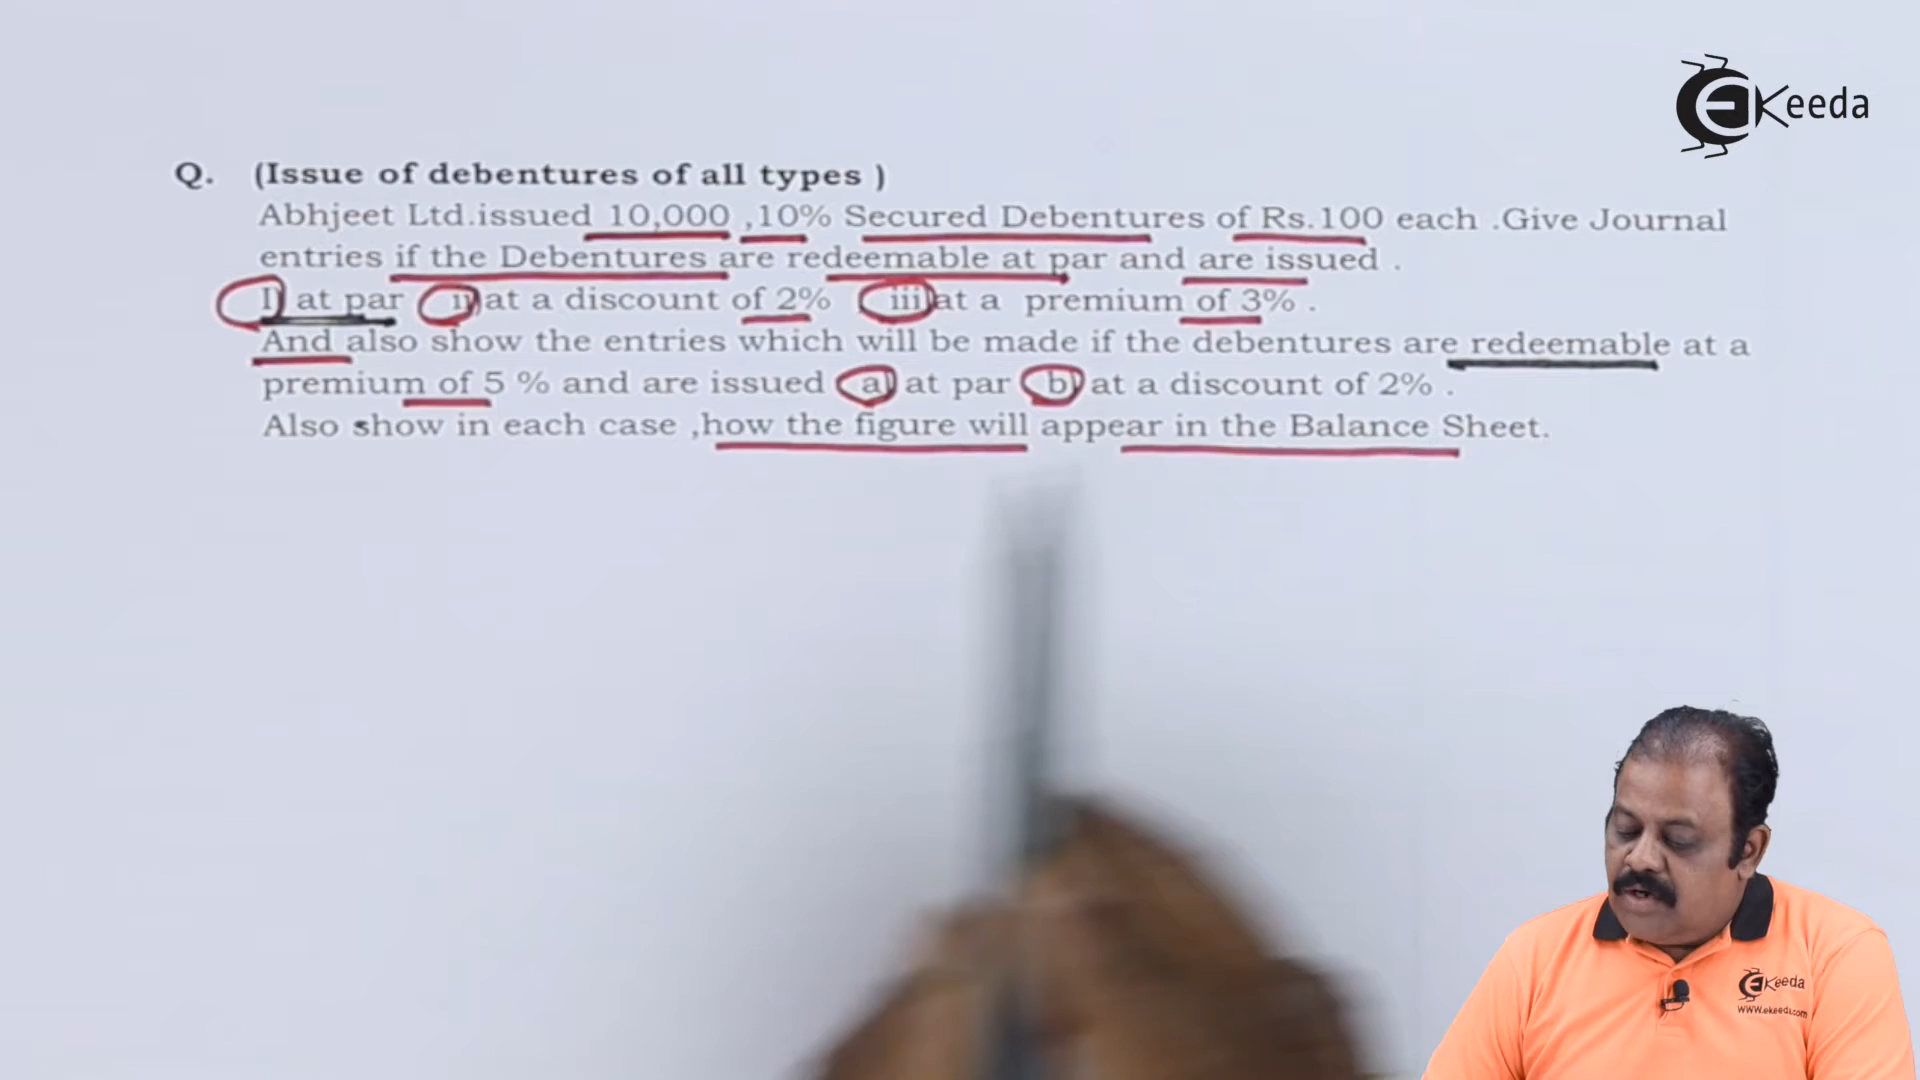 Keeda
Q. (Issue of debentures of all types )
Abhjeet Ltd.issued 10,000 ,10% Secured Debentures of Rs.100 each .Give Journal
entries if the Debentures are redeemable at par and are issued .
I) at par ii) at a discount of 2% iii) at a premium of 3% .
And also show the entries which will be made if the debentures are redeemable at a
premium of 5 % and are issued a) at par b) at a discount of 2% .
Also show in each case ,how the figure will appear in the Balance Sheet.
Keeda
www.ekeeda.com